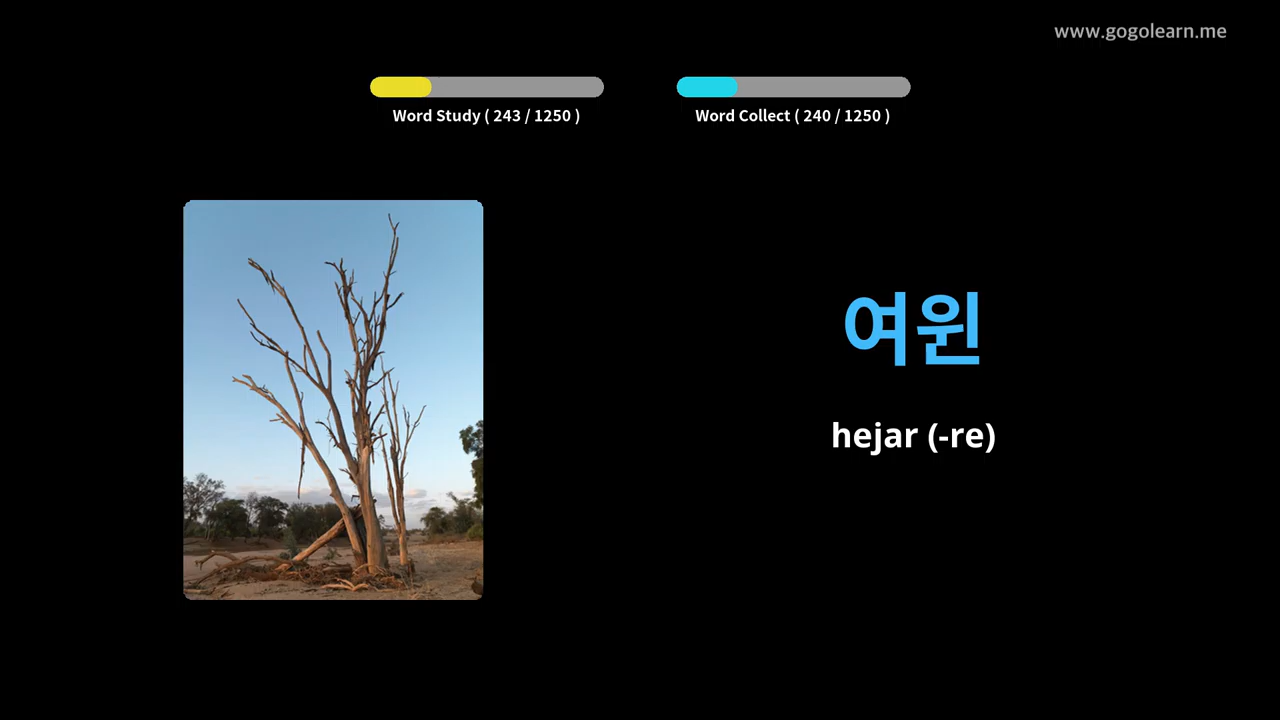 www.gogolearn.me
Word Study ( 243 / 1250 )
Word Collect ( 240 / 1250 )
여윈
hejar (-re)